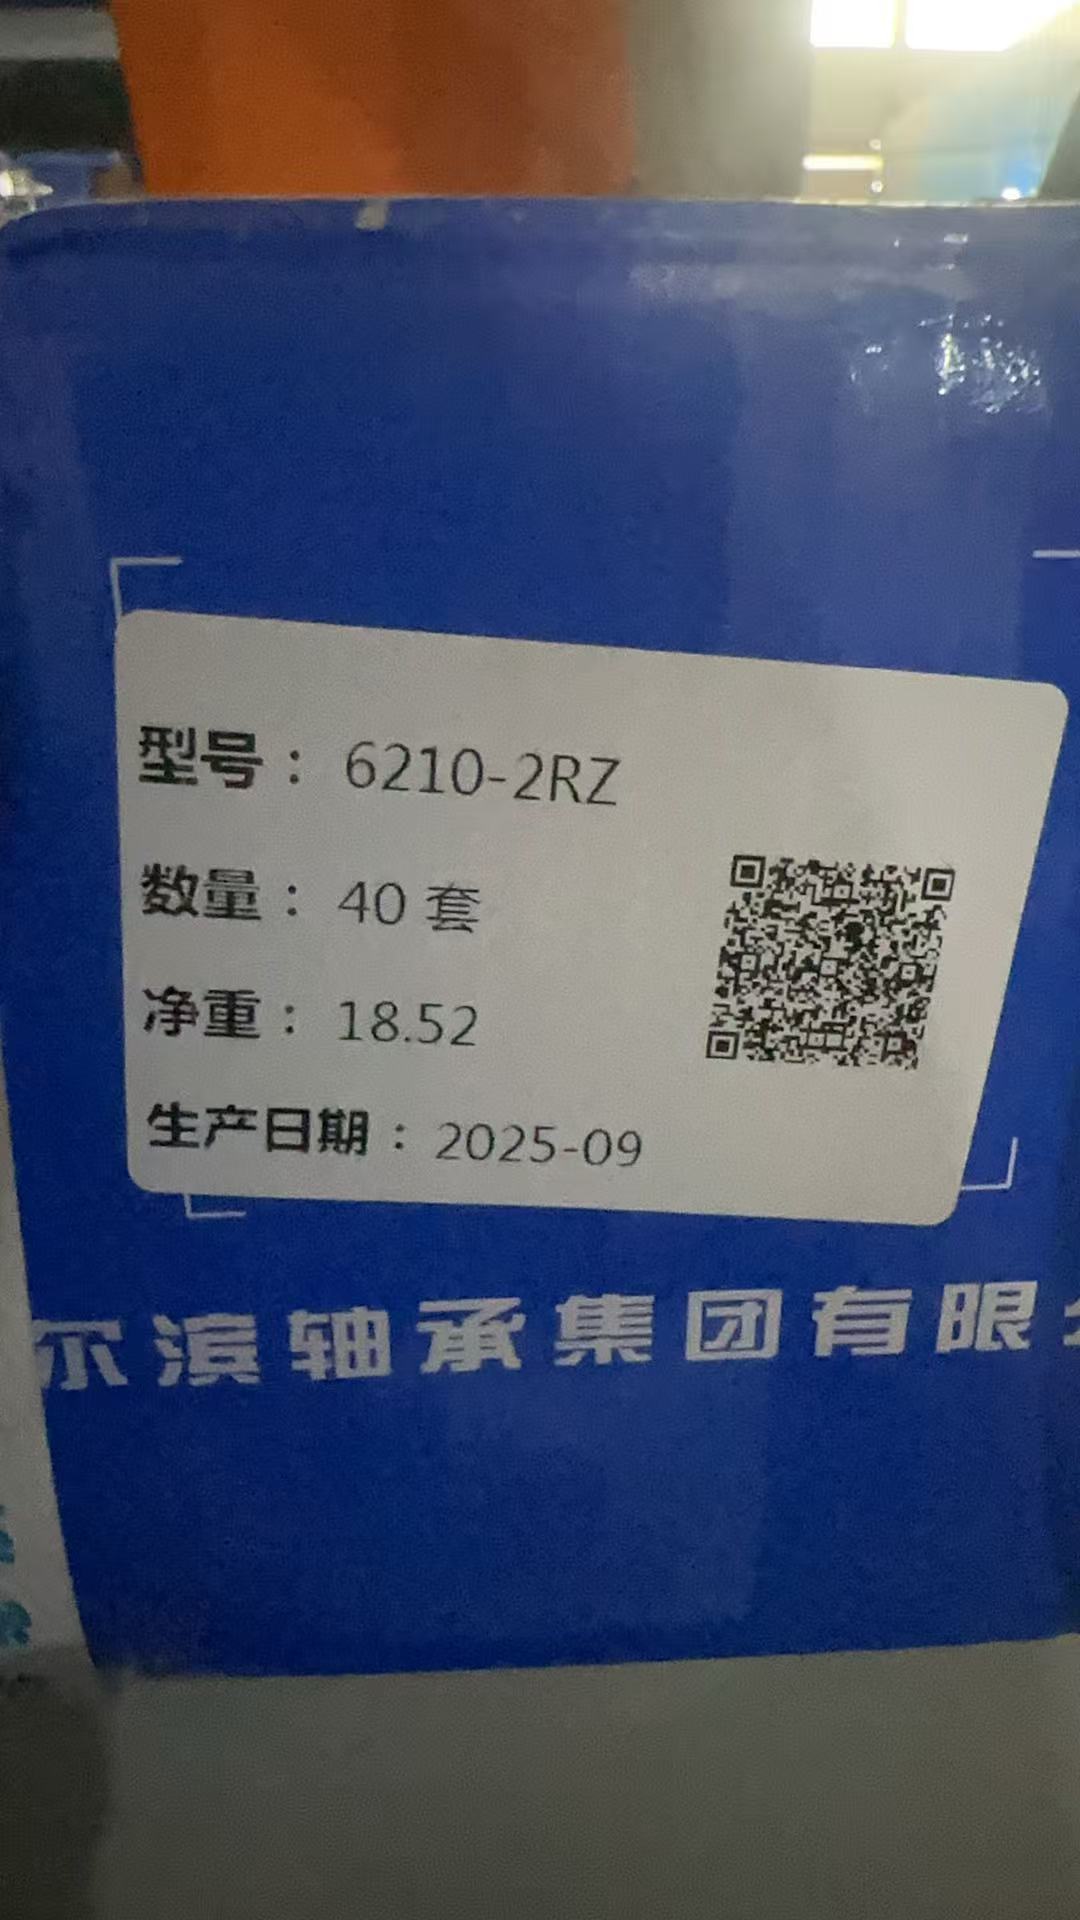 型号：6210-2RZ
数量：40 套
净重：18.52
生产日期：2025-09
尔滨轴承集团有限